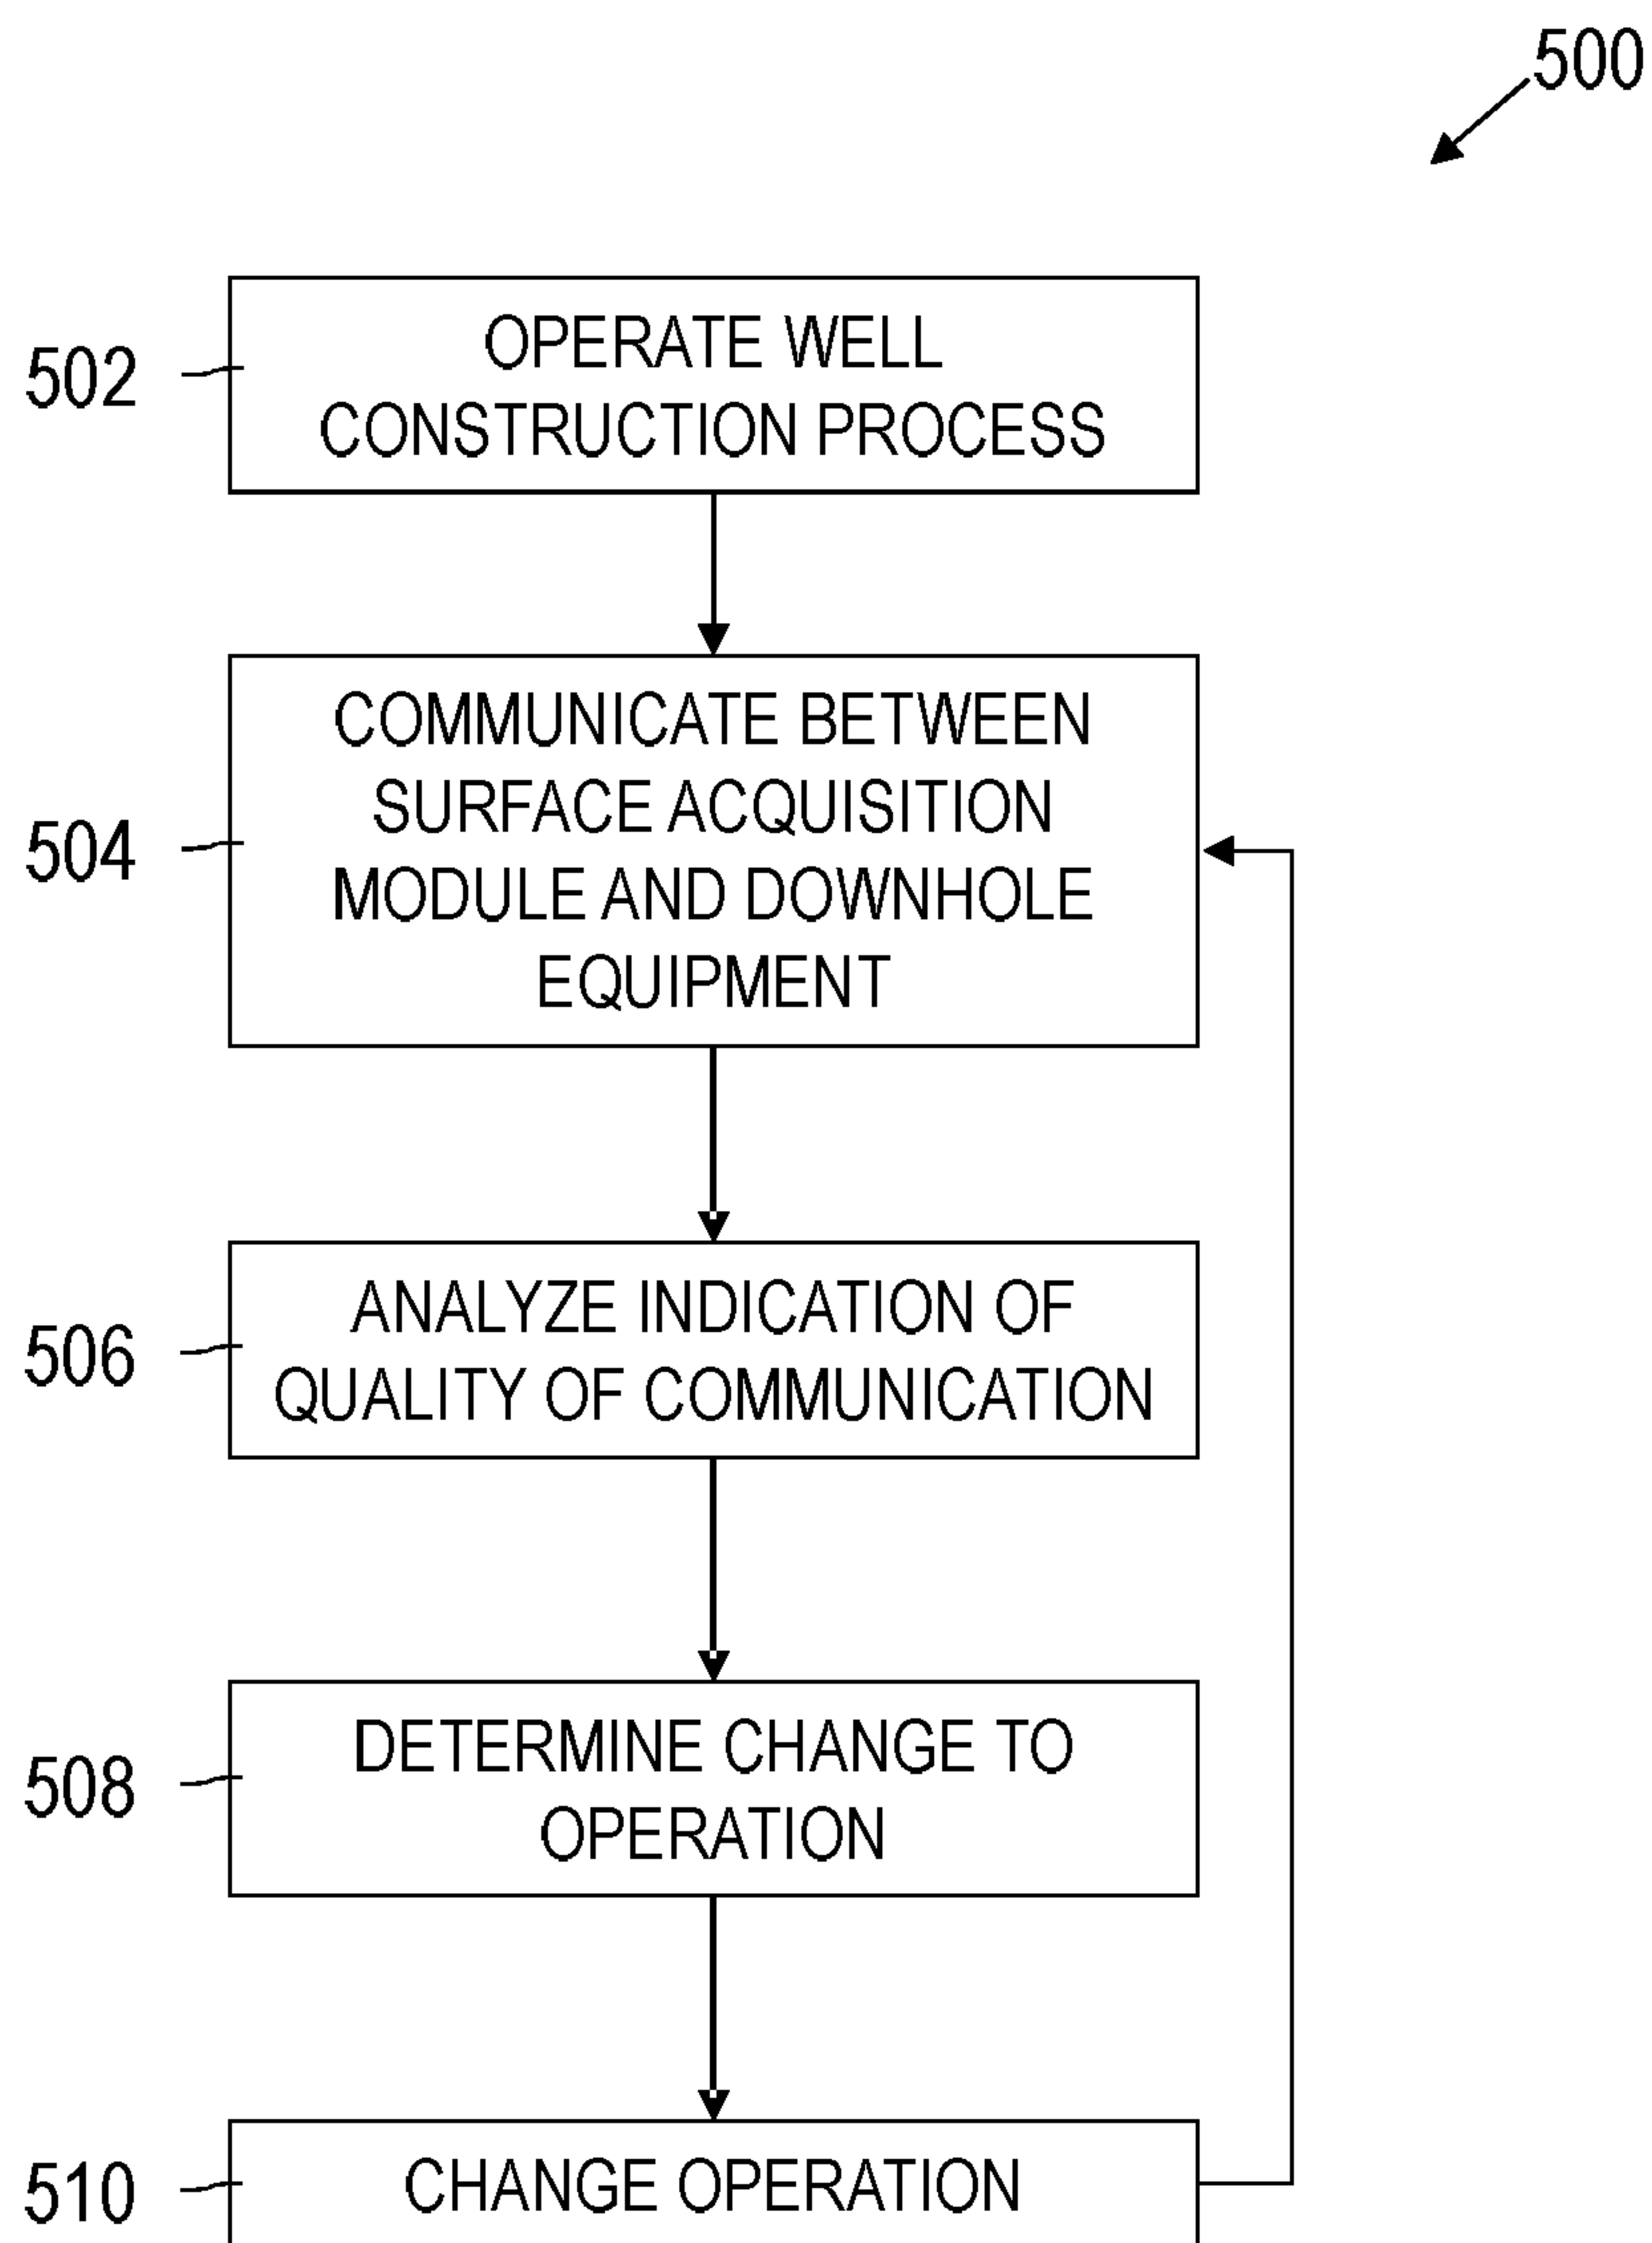 500
502
OPERATE WELL
CONSTRUCTION PROCESS
504
COMMUNICATE BETWEEN
SURFACE ACQUISITION
MODULE AND DOWNHOLE
EQUIPMENT
506
ANALYZE INDICATION OF
QUALITY OF COMMUNICATION
508
DETERMINE CHANGE TO
OPERATION
510
CHANGE OPERATION